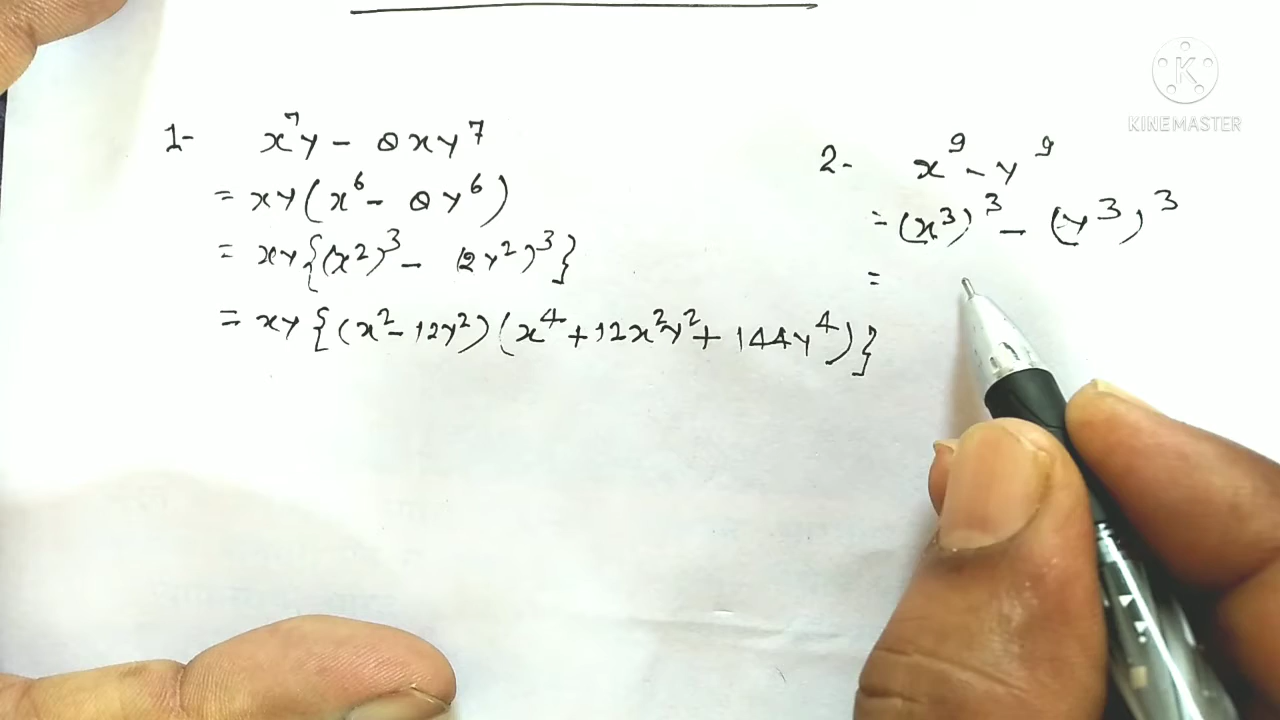 1- x⁷y - 8xy⁷
= xy(x⁶ - 8y⁶)
= xy{(x²)³ - (2y²)³}
= xy{(x² - 12y²)(x⁴ + 12x²y² + 144y⁴)}
2- x⁹ - y⁹
= (x³)³ - (y³)³
=
KINEMASTER